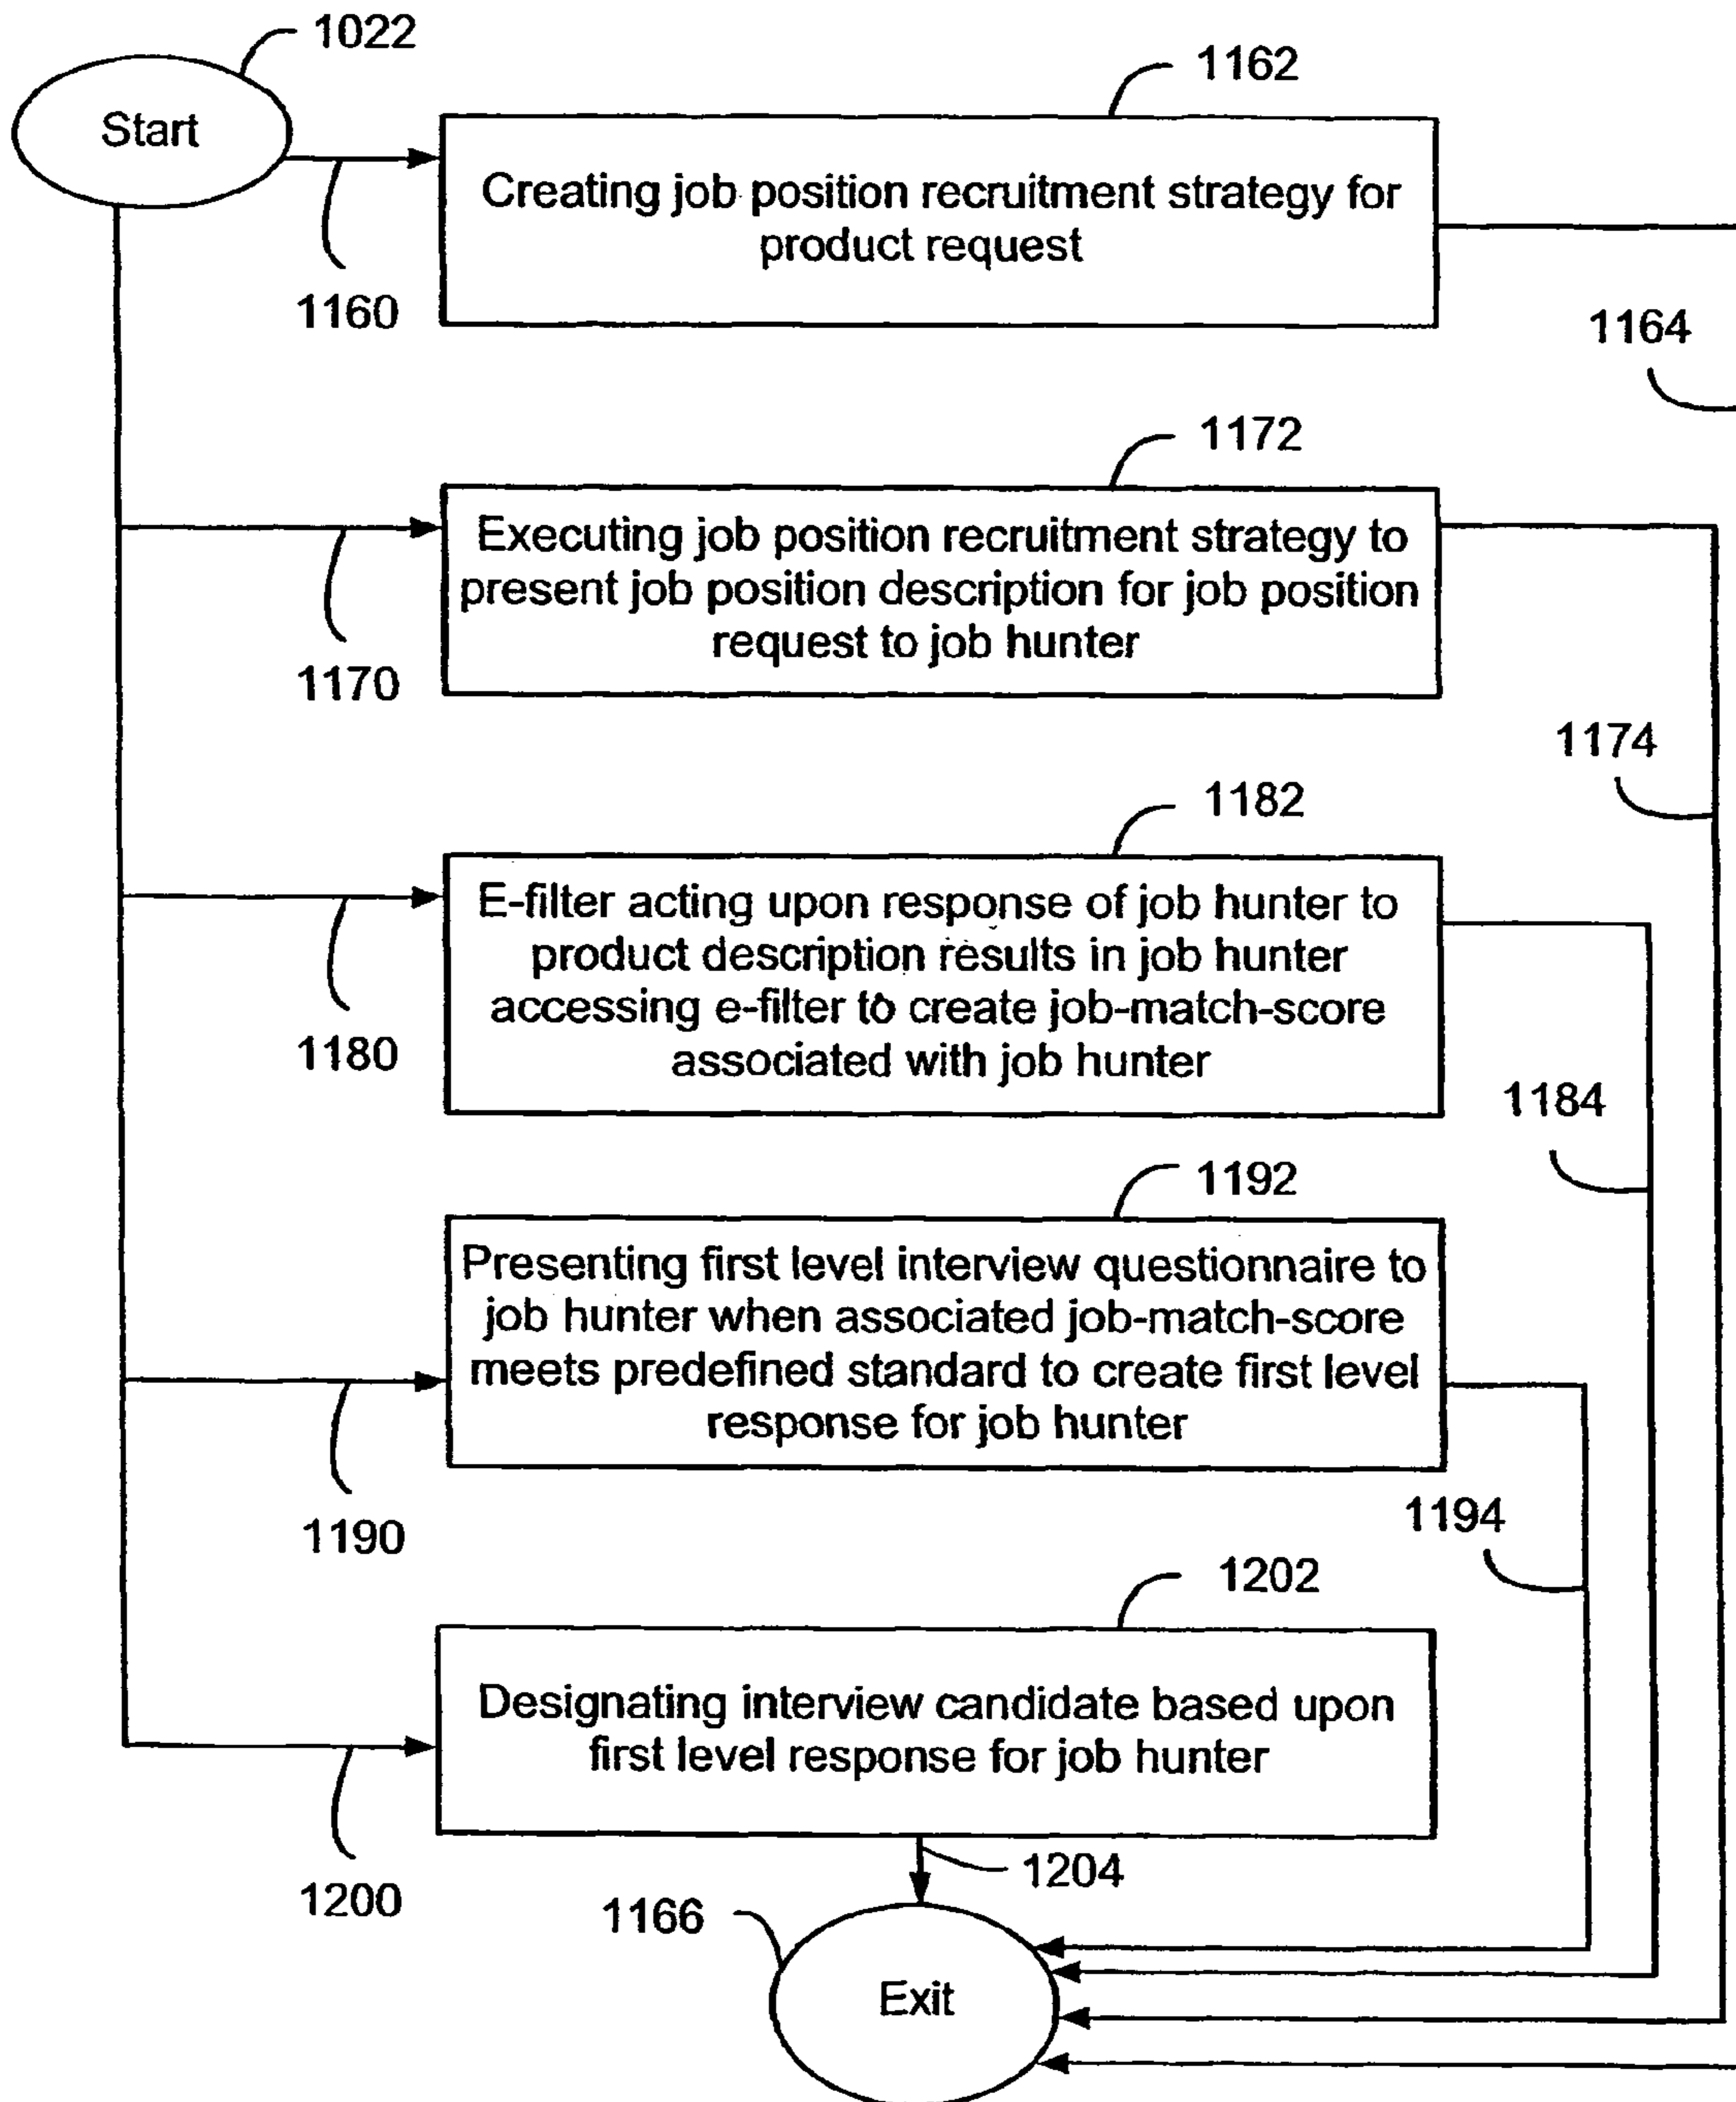 1022
Start
1162
Creating job position recruitment strategy for
product request
1160
1164
1172
Executing job position recruitment strategy to
present job position description for job position
request to job hunter
1170
1174
1182
E-filter acting upon response of job hunter to
product description results in job hunter
accessing e-filter to create job-match-score
associated with job hunter
1180
1184
1192
Presenting first level interview questionnaire to
job hunter when associated job-match-score
meets predefined standard to create first level
response for job hunter
1190
1194
1202
Designating interview candidate based upon
first level response for job hunter
1200
1204
1166
Exit